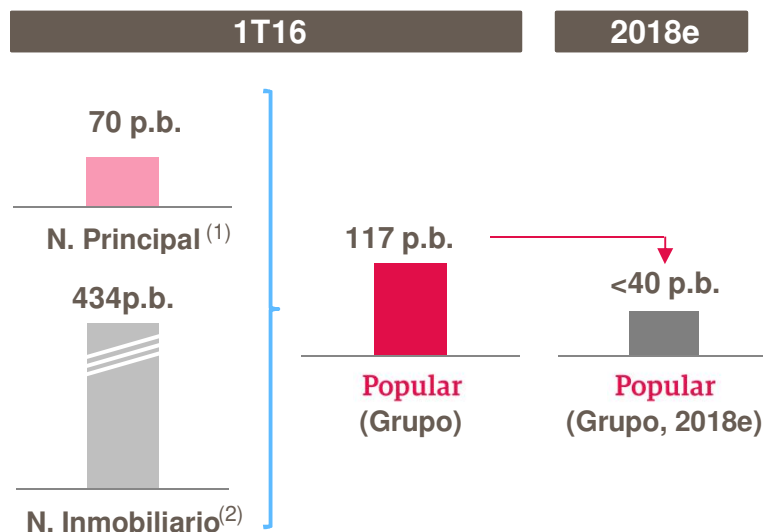 1T16
2018e
70 p.b.
N. Principal (1)
434p.b.
N. Inmobiliario(2)
117 p.b.
Popular
(Grupo)
<40 p.b.
Popular
(Grupo, 2018e)